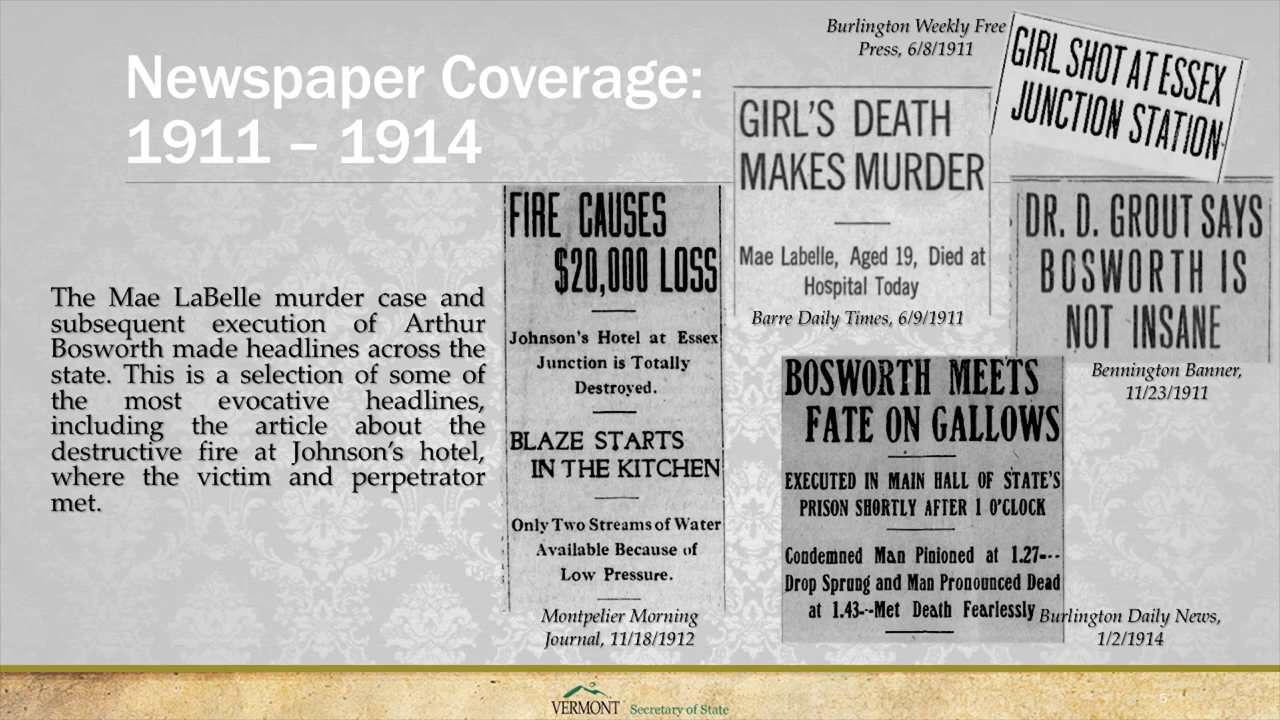 Newspaper Coverage:
1911 – 1914
The Mae LaBelle murder case and
subsequent execution of Arthur
Bosworth made headlines across the
state. This is a selection of some of
the most evocative headlines,
including the article about the
destructive fire at Johnson's hotel,
where the victim and perpetrator
met.
FIRE CAUSES
$20,000 LOSS
Johnson's Hotel at Essex
Junction is Totally
Destroyed.
BLAZE STARTS
IN THE KITCHEN
Only Two Streams of Water
Available Because of
Low Pressure.
Montpelier Morning
Journal, 11/18/1912
Burlington Weekly Free
Press, 6/8/1911
GIRL SHOT AT ESSEX
JUNCTION STATION
GIRL'S DEATH
MAKES MURDER
Mae Labelle, Aged 19, Died at
Hospital Today
Barre Daily Times, 6/9/1911
DR. D. GROUT SAYS
BOSWORTH IS
NOT INSANE
Bennington Banner,
11/23/1911
BOSWORTH MEETS
FATE ON GALLOWS
EXECUTED IN MAIN HALL OF STATE'S
PRISON SHORTLY AFTER 1 O'CLOCK
Condemned Man Pinioned at 1.27---
Drop Sprung and Man Pronounced Dead
at 1.43--Met Death Fearlessly
Burlington Daily News,
1/2/1914
VERMONT Secretary of State
5